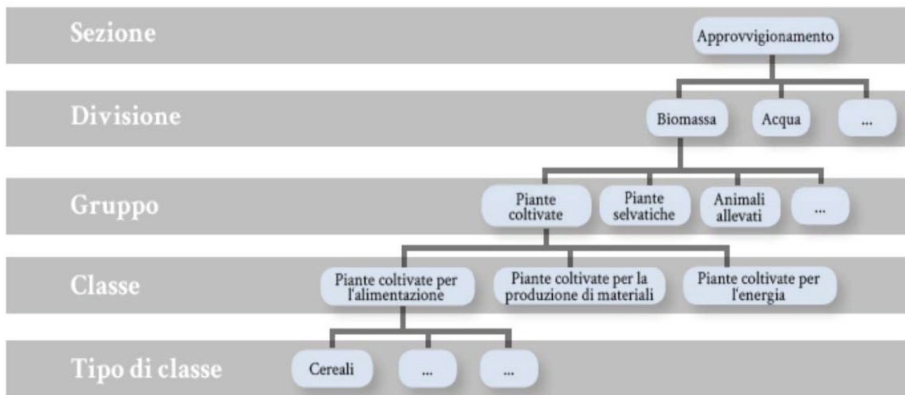 Sezione
Approvvigionamento
Divisione
Biomassa
Acqua
...
Gruppo
Piante
coltivate
Piante
selvatiche
Animali
allevati
...
Classe
Piante coltivate per
l'alimentazione
Piante coltivate per la
produzione di materiali
Piante coltivate per
l'energia
Tipo di classe
Cereali
...
...